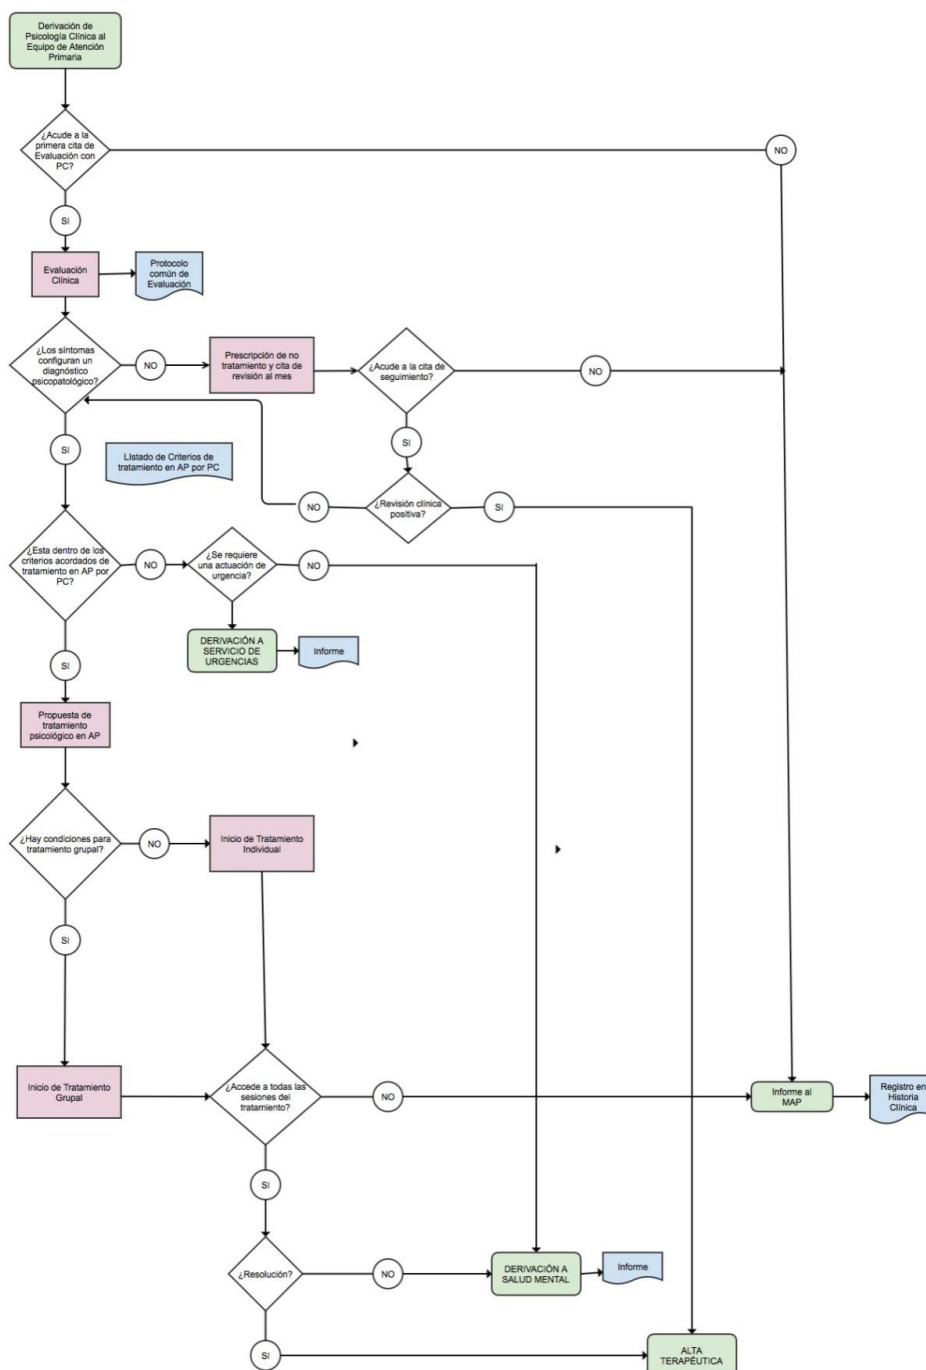 Derivación de
Psicología Clínica al
Equipo de Atención
Primaria
¿Acude a la
primera cita de
Evaluación con
PC?
NO
SI
Evaluación
Clínica
Protocolo
común de
Evaluación
¿Los síntomas
configuran un
diagnóstico
psicopatológico?
NO
Prescripción de no
tratamiento y cita de
revisión al mes
¿Acude a la cita de
seguimiento?
NO
SI
SI
LIstado de Criterios de
tratamiento en AP por PC
¿Revisión clínica
positiva?
NO
SI
¿Esta dentro de los
criterios acordados de
tratamiento en AP por
PC?
NO
¿Se requiere
una actuación de
urgencia?
NO
DERIVACIÓN A
SERVICIO DE
URGENCIAS
Informe
SI
Propuesta de
tratamiento
psicológico en AP
¿Hay condiciones para
tratamiento grupal?
NO
Inicio de Tratamiento
Individual
SI
Inicio de Tratamiento
Grupal
¿Accede a todas las
sesiones del
tratamiento?
NO
Informe al
MAP
Registro en
Historia
Clínica
SI
¿Resolución?
NO
DERIVACIÓN A
SALUD MENTAL
Informe
SI
ALTA
TERAPÉUTICA